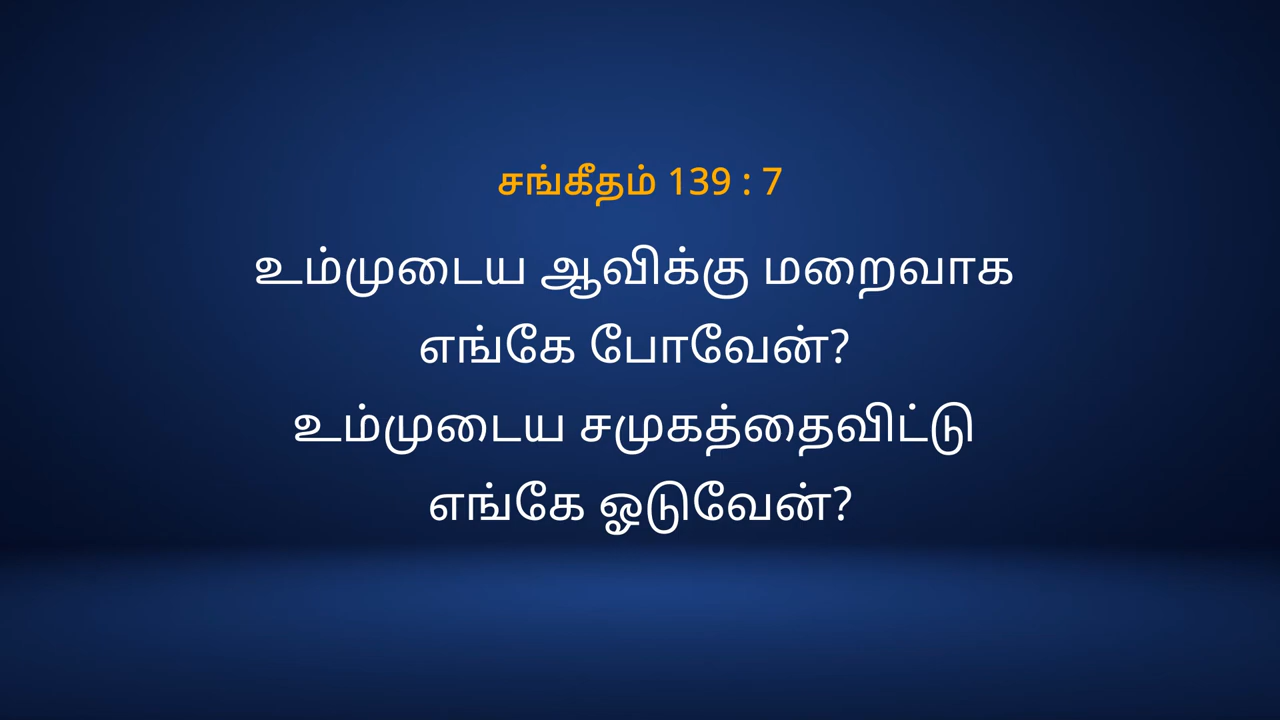 சங்கீதம் 139 : 7
உம்முடைய ஆவிக்கு மறைவாக
எங்கே போவேன்?
உம்முடைய சமுகத்தைவிட்டு
எங்கே ஓடுவேன்?